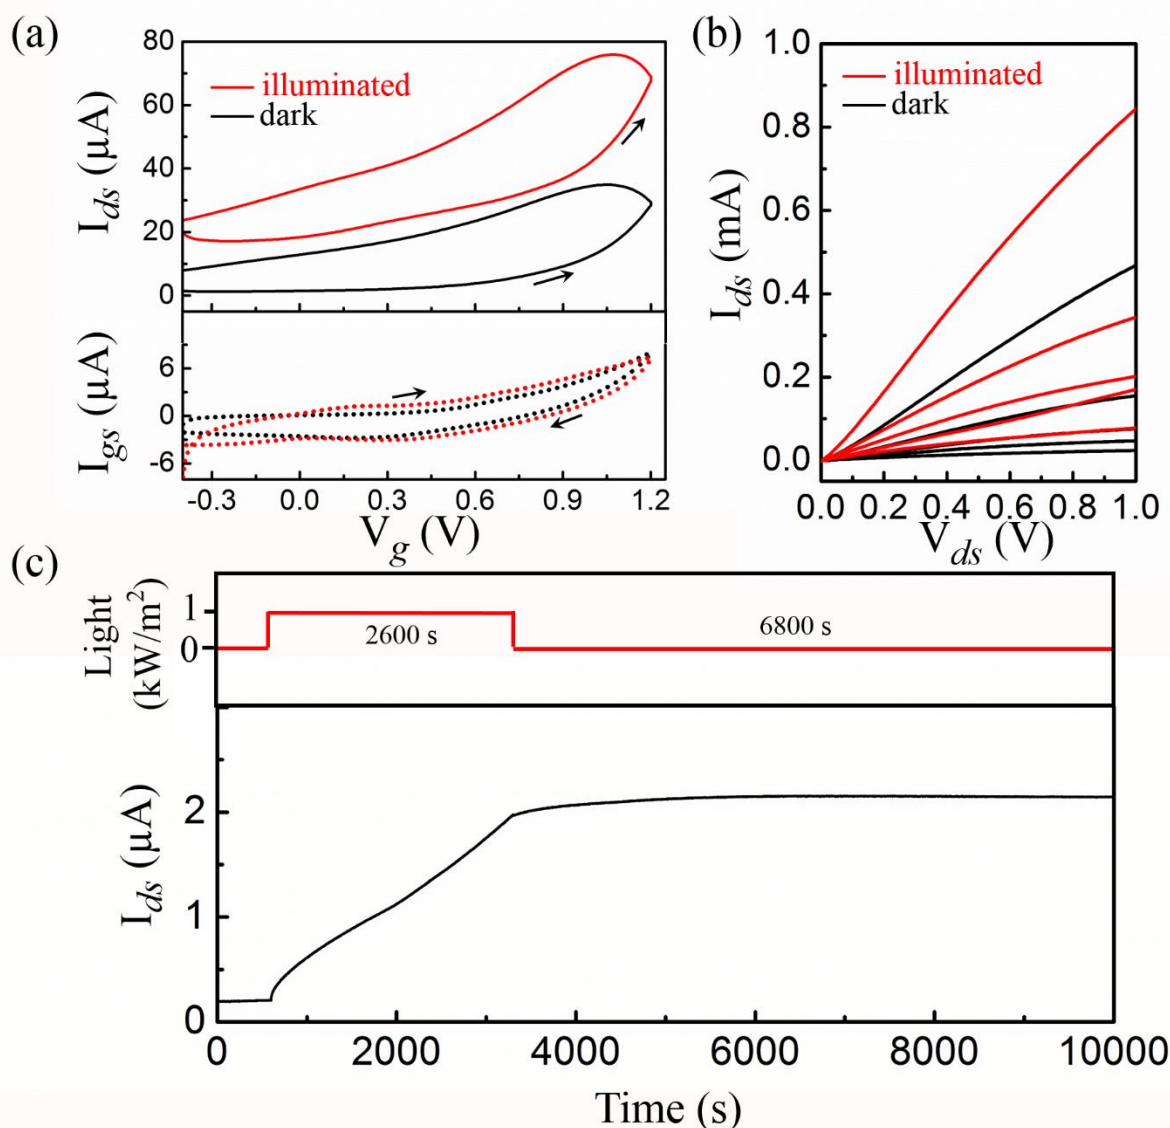 (a)
80
60
40
20
0
I_ds (μA)
illuminated
dark
6
0
-6
I_gs (μA)
-0.3 0.0 0.3 0.6 0.9 1.2
V_g (V)
(b)
1.0
0.8
0.6
0.4
0.2
0.0
I_ds (mA)
illuminated
dark
0.0 0.2 0.4 0.6 0.8 1.0
V_ds (V)
(c)
Light
(kW/m²)
1
0
2600 s
6800 s
I_ds (μA)
2
1
0
0 2000 4000 6000 8000 10000
Time (s)